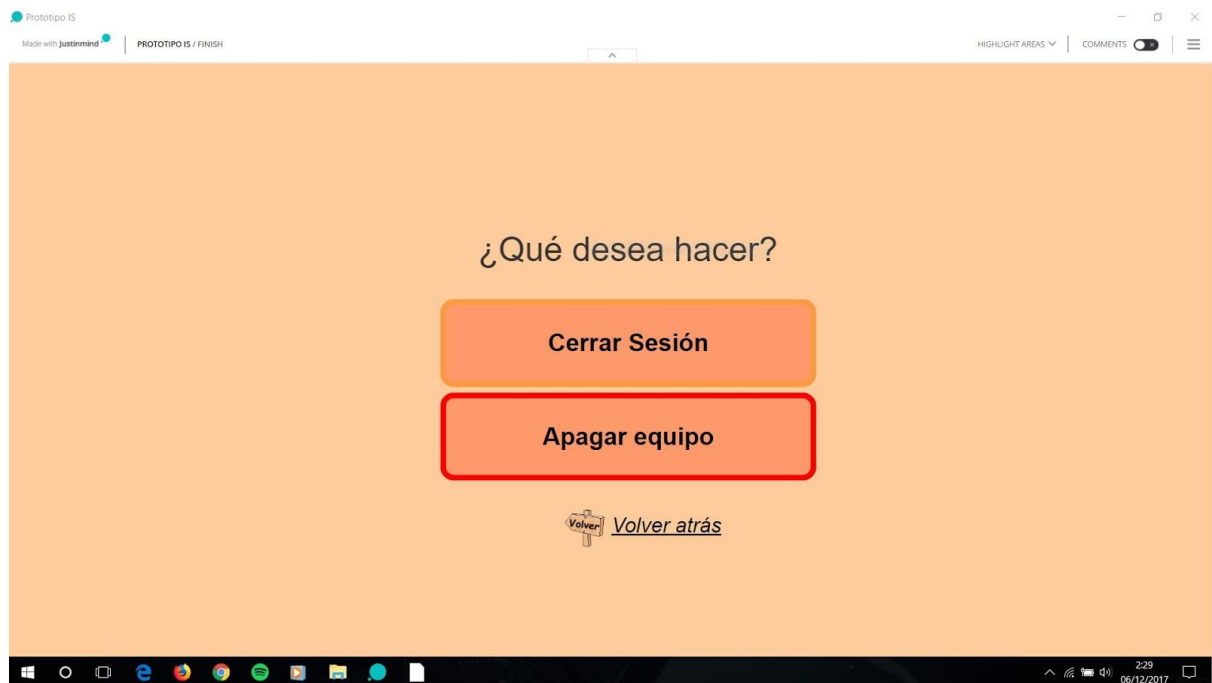 Prototipo IS
Made with Justinmind
PROTOTIPO IS / FINISH
HIGHLIGHT AREAS
COMMENTS
¿Qué desea hacer?
Cerrar Sesión
Apagar equipo
Volver
Volver atrás
2:29
06/12/2017